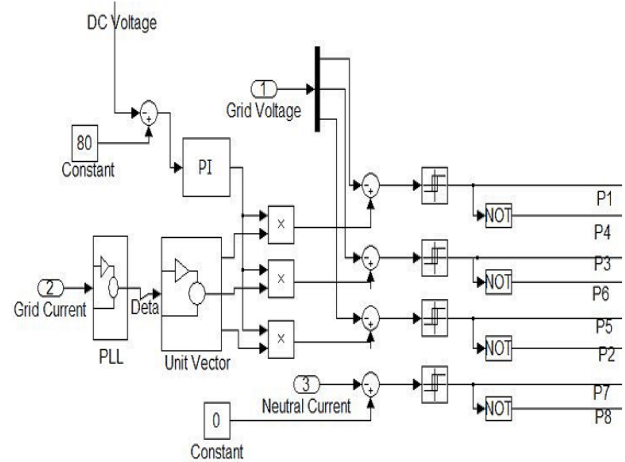 DC Voltage
1
Grid Voltage
80
Constant
PI
P1
NOT
P4
P3
NOT
P6
2
Grid Current
Deta
PLL
Unit Vector
×
×
×
P5
NOT
P2
3
Neutral Current
P7
NOT
P8
0
Constant